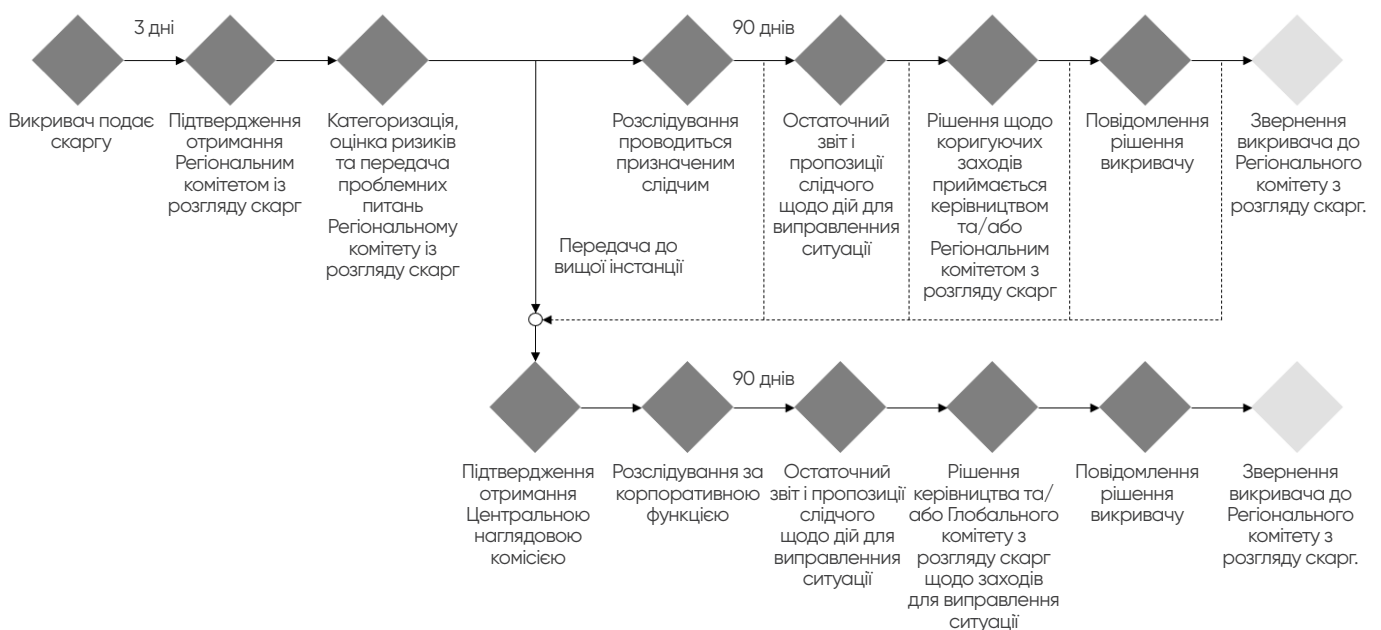 3 дні
90 днів
Викривач подає
скаргу
Підтвердження
отримання
Регіональним
комітетом із
розгляду скарг
Категоризація,
оцінка ризиків
та передача
проблемних
питань
Регіональному
комітету із
розгляду скарг
Розслідування
проводиться
призначеним
слідчим
Остаточний
звіт і
пропозиції
слідчого
щодо дій для
виправленния
ситуації
Рішення щодо
коригуючих
заходів
приймається
керівництвом
та/або
Регіональним
комітетом з
розгляду скарг
Повідомлення
рішення
викривачу
Звернення
викривача до
Регіонального
комітету з
розгляду скарг.
Передача до
вищої інстанції
90 днів
Підтвердження
отримання
Центральною
наглядовою
комісією
Розслідування за
корпоративною
функцією
Остаточний
звіт і пропозиції
слідчого
щодо дій для
виправленния
ситуації
Рішення
керівництва та/
або Глобального
комітету з
розгляду скарг
щодо заходів
для виправлення
ситуації
Повідомлення
рішення
викривачу
Звернення
викривача до
Регіонального
комітету з
розгляду скарг.